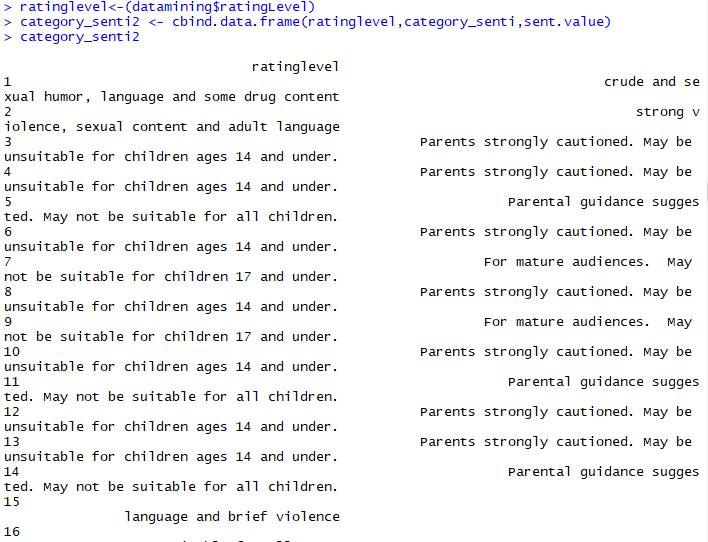 > ratinglevel<-(datamining$ratingLevel)
> category_senti2 <- cbind.data.frame(ratinglevel,category_senti,sent.value)
> category_senti2
ratinglevel
1 crude and se
xual humor, language and some drug content
2 strong v
iolence, sexual content and adult language
3 Parents strongly cautioned. May be
unsuitable for children ages 14 and under.
4 Parents strongly cautioned. May be
unsuitable for children ages 14 and under.
5 Parental guidance sugges
ted. May not be suitable for all children.
6 Parents strongly cautioned. May be
unsuitable for children ages 14 and under.
7 For mature audiences.  May
not be suitable for children 17 and under.
8 Parents strongly cautioned. May be
unsuitable for children ages 14 and under.
9 For mature audiences.  May
not be suitable for children 17 and under.
10 Parents strongly cautioned. May be
unsuitable for children ages 14 and under.
11 Parental guidance sugges
ted. May not be suitable for all children.
12 Parents strongly cautioned. May be
unsuitable for children ages 14 and under.
13 Parents strongly cautioned. May be
unsuitable for children ages 14 and under.
14 Parental guidance sugges
ted. May not be suitable for all children.
15
language and brief violence
16